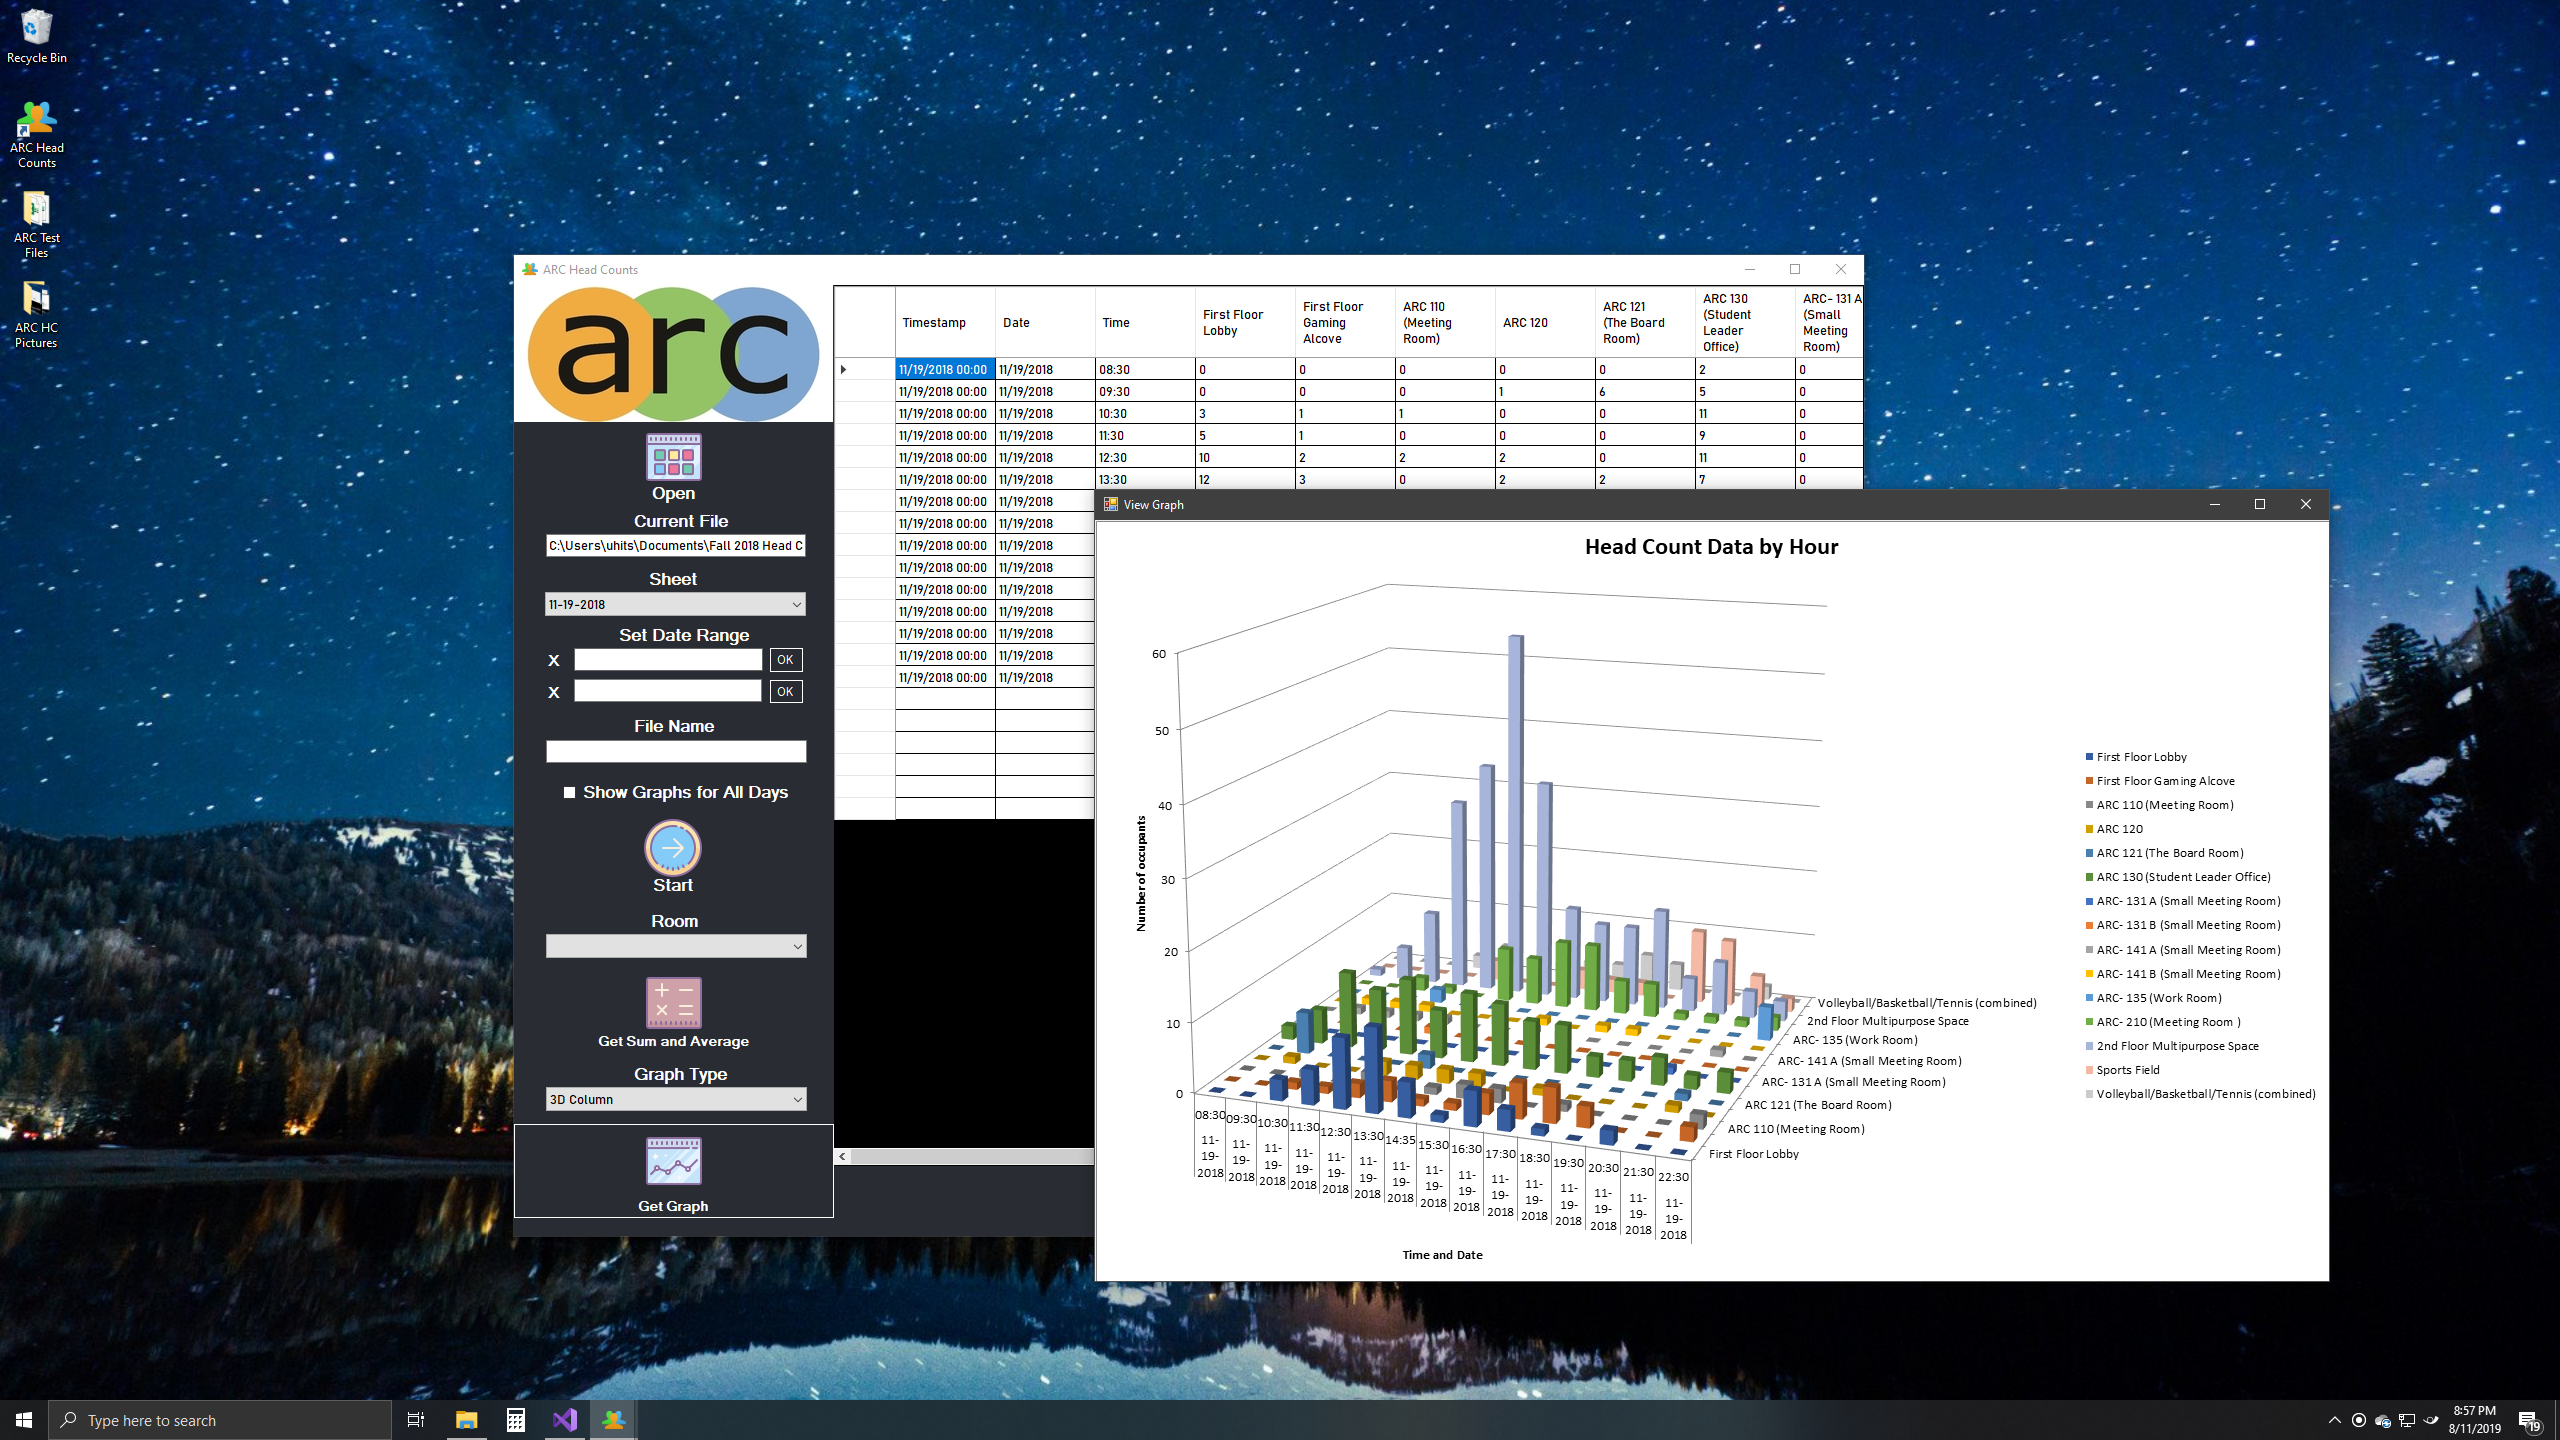 Recycle Bin
ARC Head
Counts
ARC Test
Files
ARC HC
Pictures
ARC Head Counts
arc
Open
Current File
C:\Users\uhits\Documents\Fall 2018 Head C
Sheet
11-19-2018
Set Date Range
X OK
X OK
File Name
Show Graphs for All Days
Start
Room
Get Sum and Average
Graph Type
3D Column
Get Graph
Timestamp Date Time First Floor Lobby First Floor Gaming Alcove ARC 110 (Meeting Room) ARC 120 ARC 121 (The Board Room) ARC 130 (Student Leader Office) ARC- 131 A (Small Meeting Room)
11/19/2018 00:00 11/19/2018 08:30 0 0 0 0 0 2 0
11/19/2018 00:00 11/19/2018 09:30 0 0 0 1 6 5 0
11/19/2018 00:00 11/19/2018 10:30 3 1 1 0 0 11 0
11/19/2018 00:00 11/19/2018 11:30 5 1 0 0 0 9 0
11/19/2018 00:00 11/19/2018 12:30 10 2 2 2 0 11 0
11/19/2018 00:00 11/19/2018 13:30 12 3 0 2 2 7 0
11/19/2018 00:00 11/19/2018
11/19/2018 00:00 11/19/2018
11/19/2018 00:00 11/19/2018
11/19/2018 00:00 11/19/2018
11/19/2018 00:00 11/19/2018
11/19/2018 00:00 11/19/2018
11/19/2018 00:00 11/19/2018
11/19/2018 00:00 11/19/2018
11/19/2018 00:00 11/19/2018
View Graph
Head Count Data by Hour
Number of occupants
60
50
40
30
20
10
0
08:30 09:30 10:30 11:30 12:30 13:30 14:35 15:30 16:30 17:30 18:30 19:30 20:30 21:30 22:30
11- 11- 11- 11- 11- 11- 11- 11- 11- 11- 11- 11- 11- 11- 11-
19- 19- 19- 19- 19- 19- 19- 19- 19- 19- 19- 19- 19- 19- 19-
2018 2018 2018 2018 2018 2018 2018 2018 2018 2018 2018 2018 2018 2018 2018
Time and Date
Volleyball/Basketball/Tennis (combined)
2nd Floor Multipurpose Space
ARC- 135 (Work Room)
ARC- 141 A (Small Meeting Room)
ARC- 131 A (Small Meeting Room)
ARC 121 (The Board Room)
ARC 110 (Meeting Room)
First Floor Lobby
First Floor Lobby
First Floor Gaming Alcove
ARC 110 (Meeting Room)
ARC 120
ARC 121 (The Board Room)
ARC 130 (Student Leader Office)
ARC- 131 A (Small Meeting Room)
ARC- 131 B (Small Meeting Room)
ARC- 141 A (Small Meeting Room)
ARC- 141 B (Small Meeting Room)
ARC- 135 (Work Room)
ARC- 210 (Meeting Room )
2nd Floor Multipurpose Space
Sports Field
Volleyball/Basketball/Tennis (combined)
Type here to search
8:57 PM
8/11/2019
19